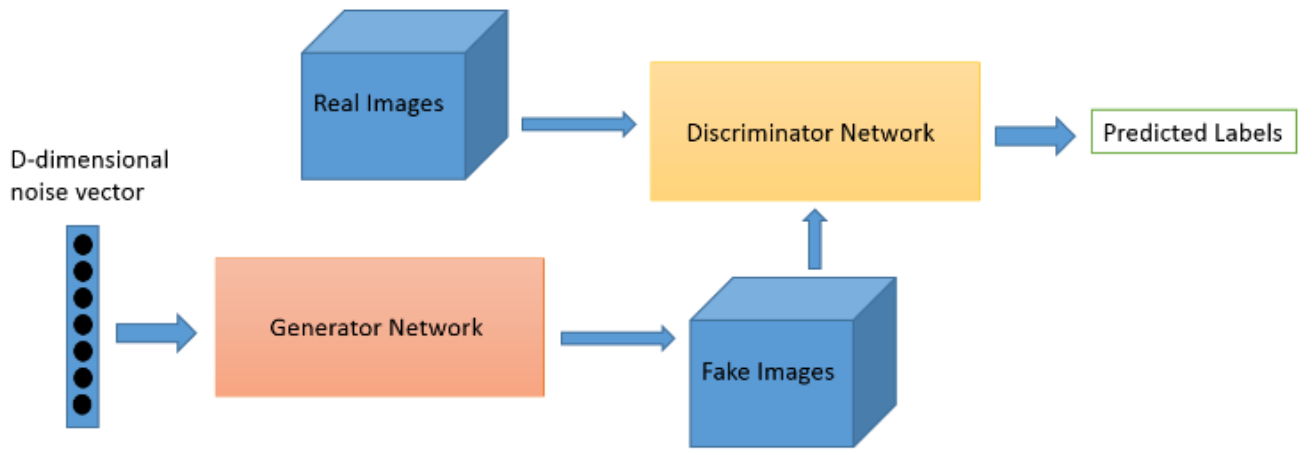 Real Images
Discriminator Network
Predicted Labels
D-dimensional
noise vector
Generator Network
Fake Images